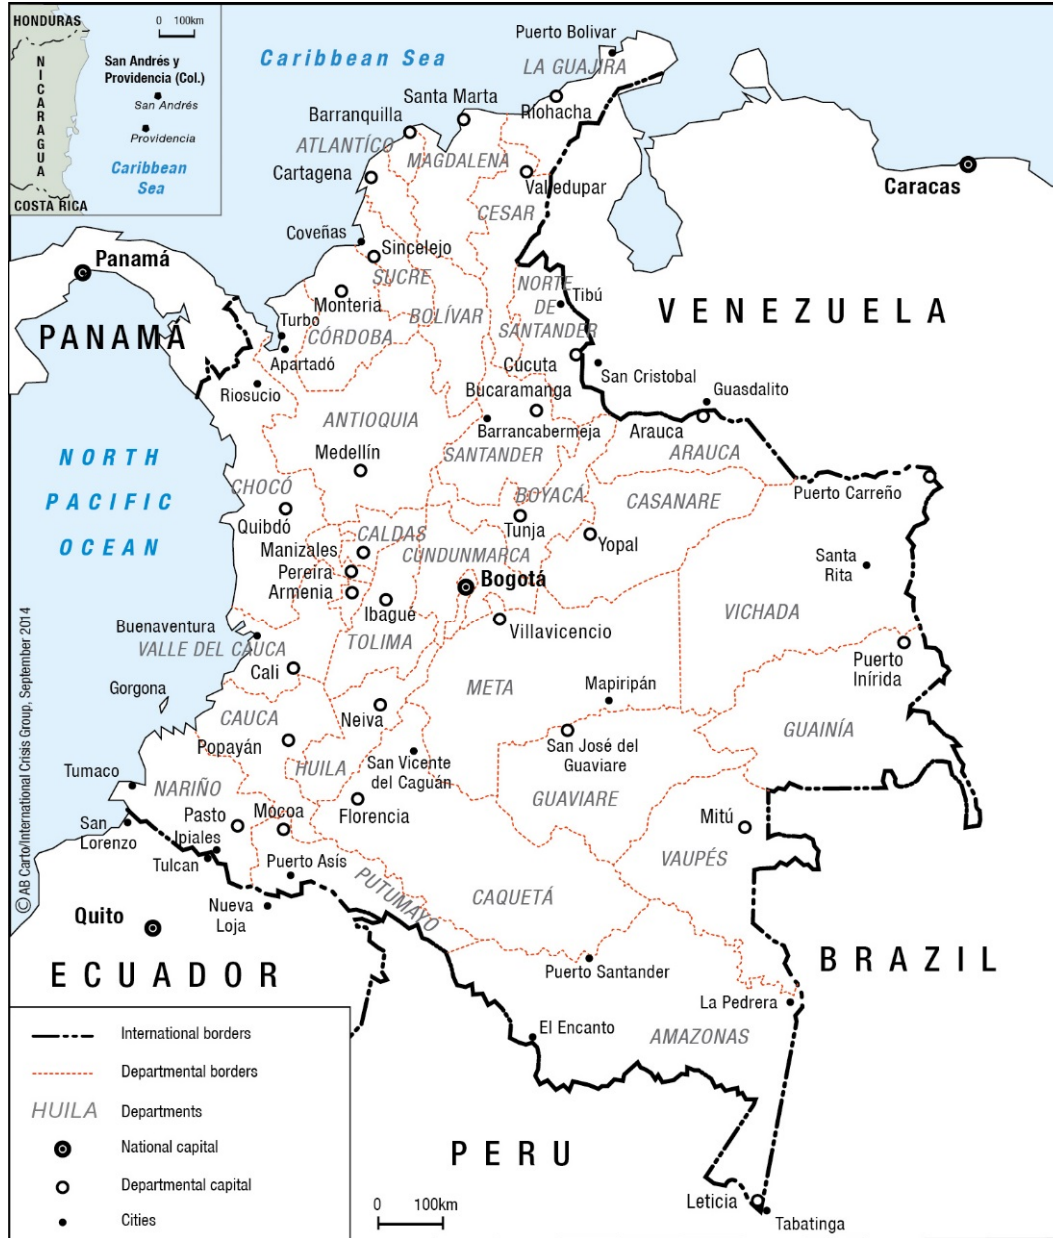 HONDURAS
0 100km
NICARAGUA
San Andrés y
Providencia (Col.)
San Andrés
Providencia
Caribbean
Sea
COSTA RICA
Caribbean Sea
Puerto Bolivar
LA GUAJIRA
Santa Marta
Riohacha
Barranquilla
ATLANTÍCO
MAGDALENA
Cartagena
Valledupar
Caracas
CESAR
Coveñas
Sincelejo
Panamá
SUCRE
NORTE
DE
SANTANDER
Tibú
VENEZUELA
Monteria
BOLÍVAR
PANAMÁ
Turbo
CÓRDOBA
Apartadó
Cúcuta
San Cristobal
Riosucio
Bucaramanga
Guasdalito
ANTIOQUIA
Barrancabermeja
Arauca
ARAUCA
NORTH
PACIFIC
OCEAN
Medellín
SANTANDER
CHOCÓ
BOYACÁ
CASANARE
Puerto Carreño
Quibdó
Tunja
Manizales
CALDAS
CUNDUNMARCA
Yopal
Pereira
Armenia
Bogotá
Santa
Rita
Ibagué
VICHADA
Buenaventura
Villavicencio
VALLE DEL CAUCA
TOLIMA
Cali
Puerto
Inírida
Gorgona
META
Mapiripán
CAUCA
Neiva
GUAINÍA
Popayán
San José del
Guaviare
HUILA
San Vicente
del Caguán
Tumaco
NARIÑO
GUAVIARE
Pasto
Mocoa
Florencia
Mitú
San
Lorenzo
Ipiales
Tulcan
VAUPÉS
Puerto Asís
PUTUMAYO
CAQUETÁ
Nueva
Loja
Quito
ECUADOR
BRAZIL
Puerto Santander
La Pedrera
El Encanto
AMAZONAS
PERU
Leticia
Tabatinga
0 100km
International borders
Departmental borders
HUILA Departments
National capital
Departmental capital
Cities
©AB Carto/International Crisis Group, September 2014